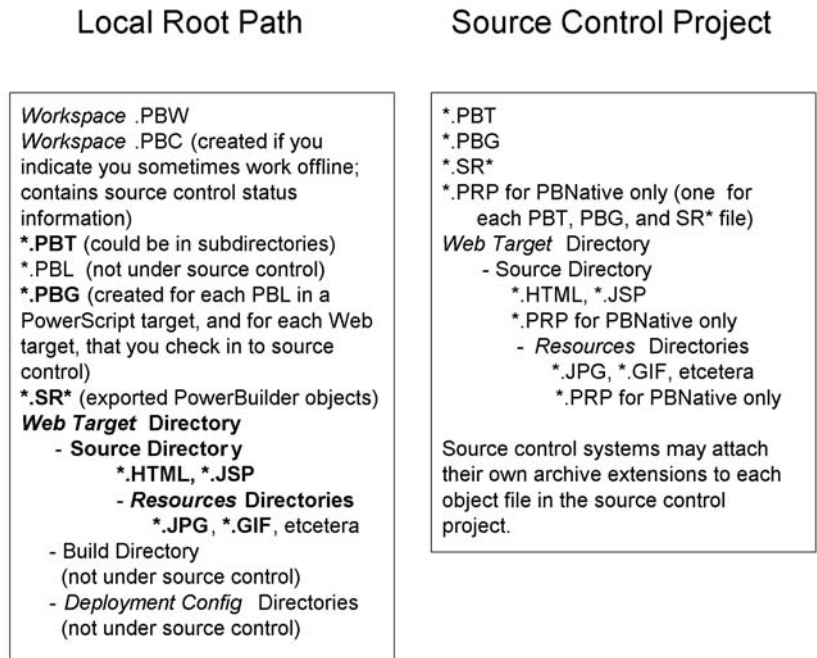 Local Root Path
Workspace .PBW
Workspace .PBC (created if you
indicate you sometimes work offline;
contains source control status
information)
*.PBT (could be in subdirectories)
*.PBL (not under source control)
*.PBG (created for each PBL in a
PowerScript target, and for each Web
target, that you check in to source
control)
*.SR* (exported PowerBuilder objects)
Web Target Directory
- Source Directory
*.HTML, *.JSP
- Resources Directories
*.JPG, *.GIF, etcetera
- Build Directory
(not under source control)
- Deployment Config Directories
(not under source control)
Source Control Project
*.PBT
*.PBG
*.SR*
*.PRP for PBNative only (one for
each PBT, PBG, and SR* file)
Web Target Directory
- Source Directory
*.HTML, *.JSP
*.PRP for PBNative only
- Resources Directories
*.JPG, *.GIF, etcetera
*.PRP for PBNative only
Source control systems may attach
their own archive extensions to each
object file in the source control
project.